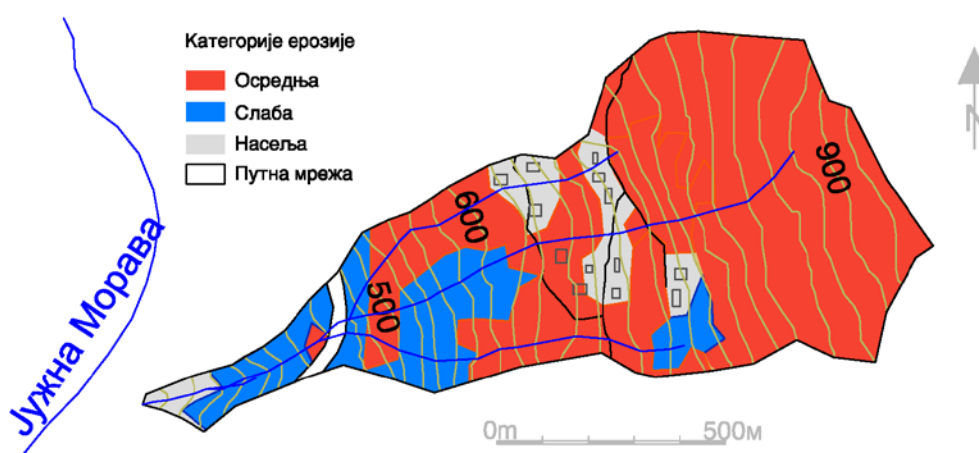 Категорије ерозије
Осредња
Слаба
Насеља
Путна мрежа
N
900
600
500
Јужна Морава
0m 500м